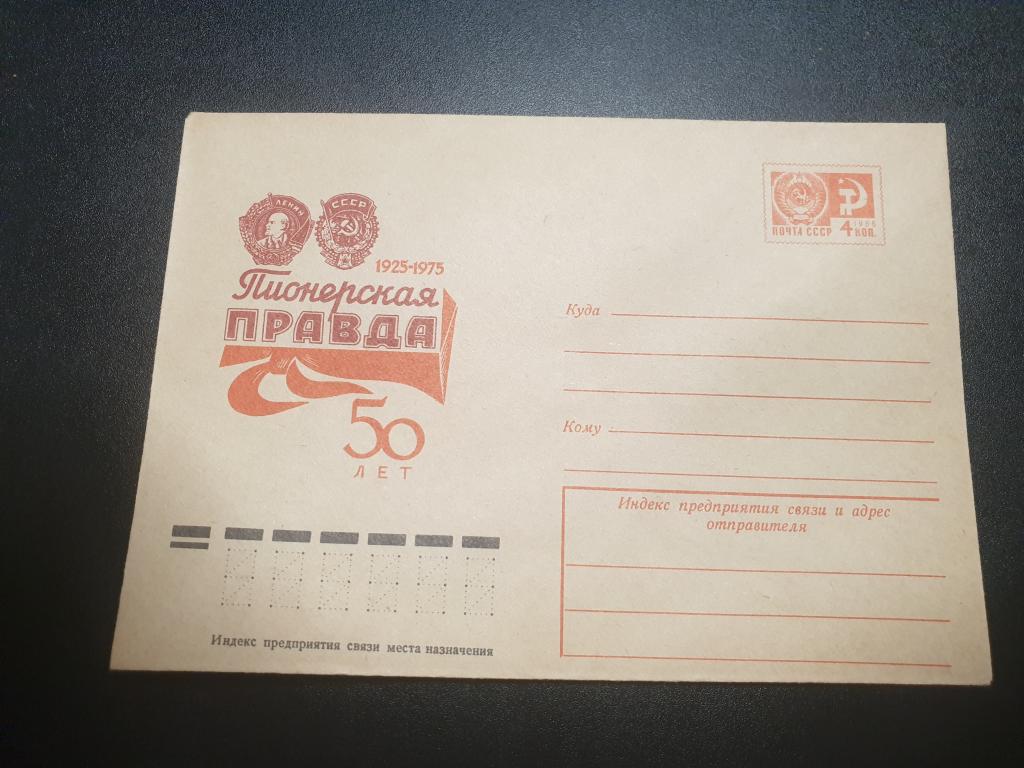 ЛЕНИН
СССР
1925-1975
Пионерская
ПРАВДА
50
ЛЕТ
1966
ПОЧТА СССР 4 КОП.
Куда
Кому
Индекс предприятия связи и адрес
отправителя
Индекс предприятия связи места назначения